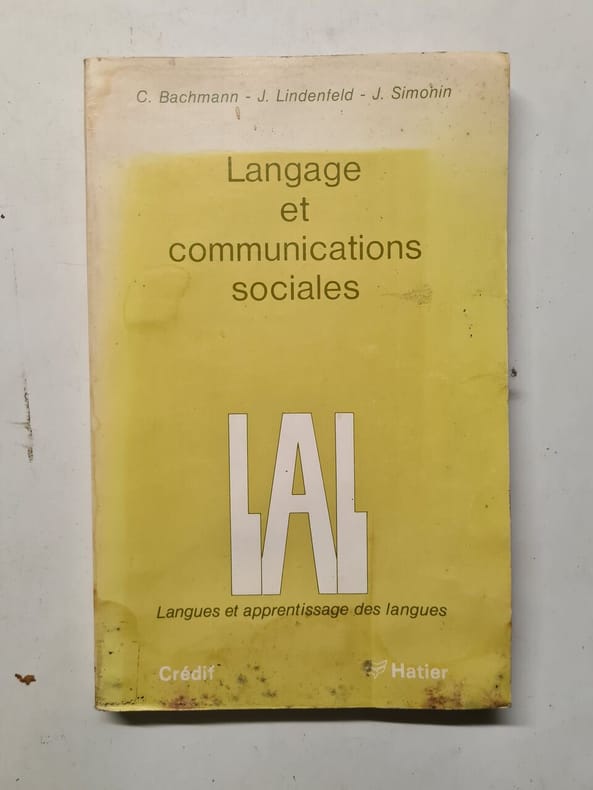 C. Bachmann - J. Lindenfeld - J. Simonin
Langage
et
communications
sociales
LAL
Langues et apprentissage des langues
Crédif
Hatier